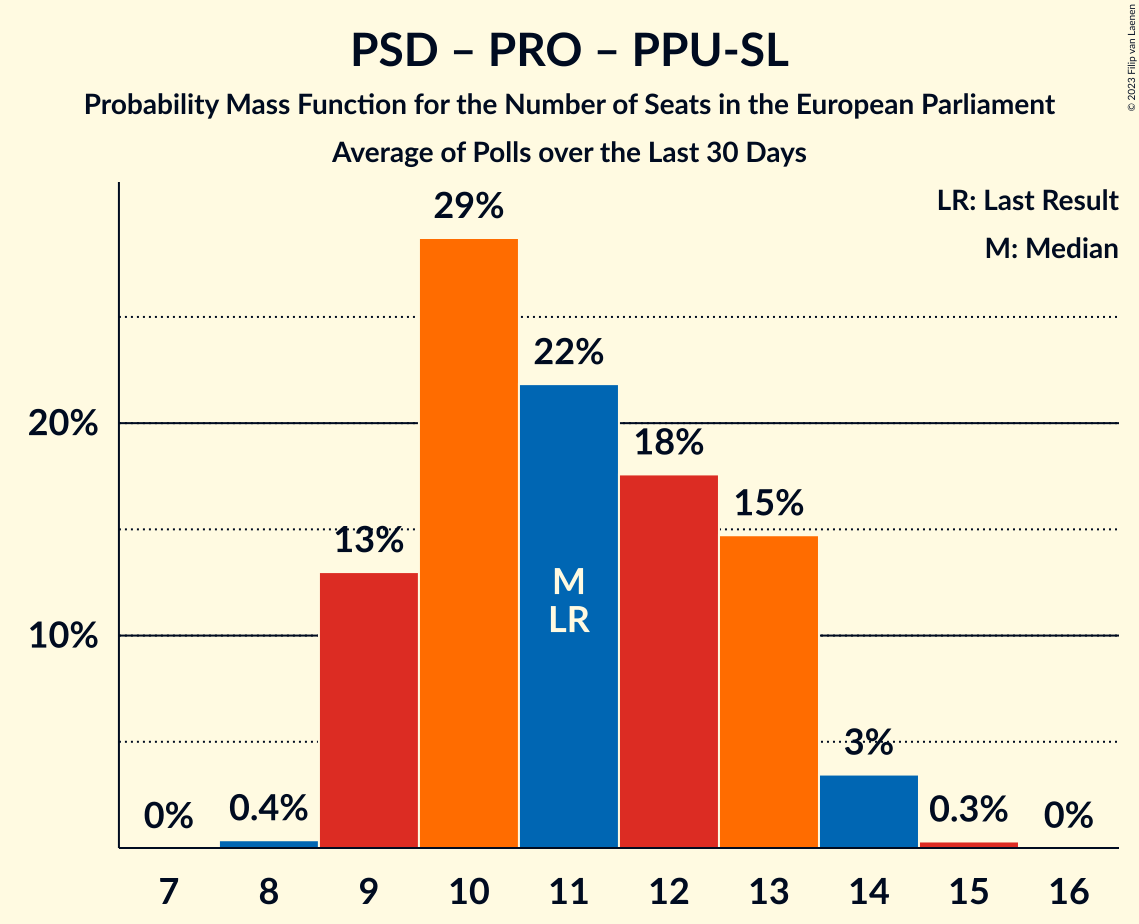 PSD – PRO – PPU-SL
Probability Mass Function for the Number of Seats in the European Parliament
Average of Polls over the Last 30 Days
© 2023 Filip van Laenen
LR: Last Result
M: Median
29%
22%
20%
18%
15%
13%
M
LR
10%
3%
0%
0.4%
0.3%
0%
7
8
9
10
11
12
13
14
15
16